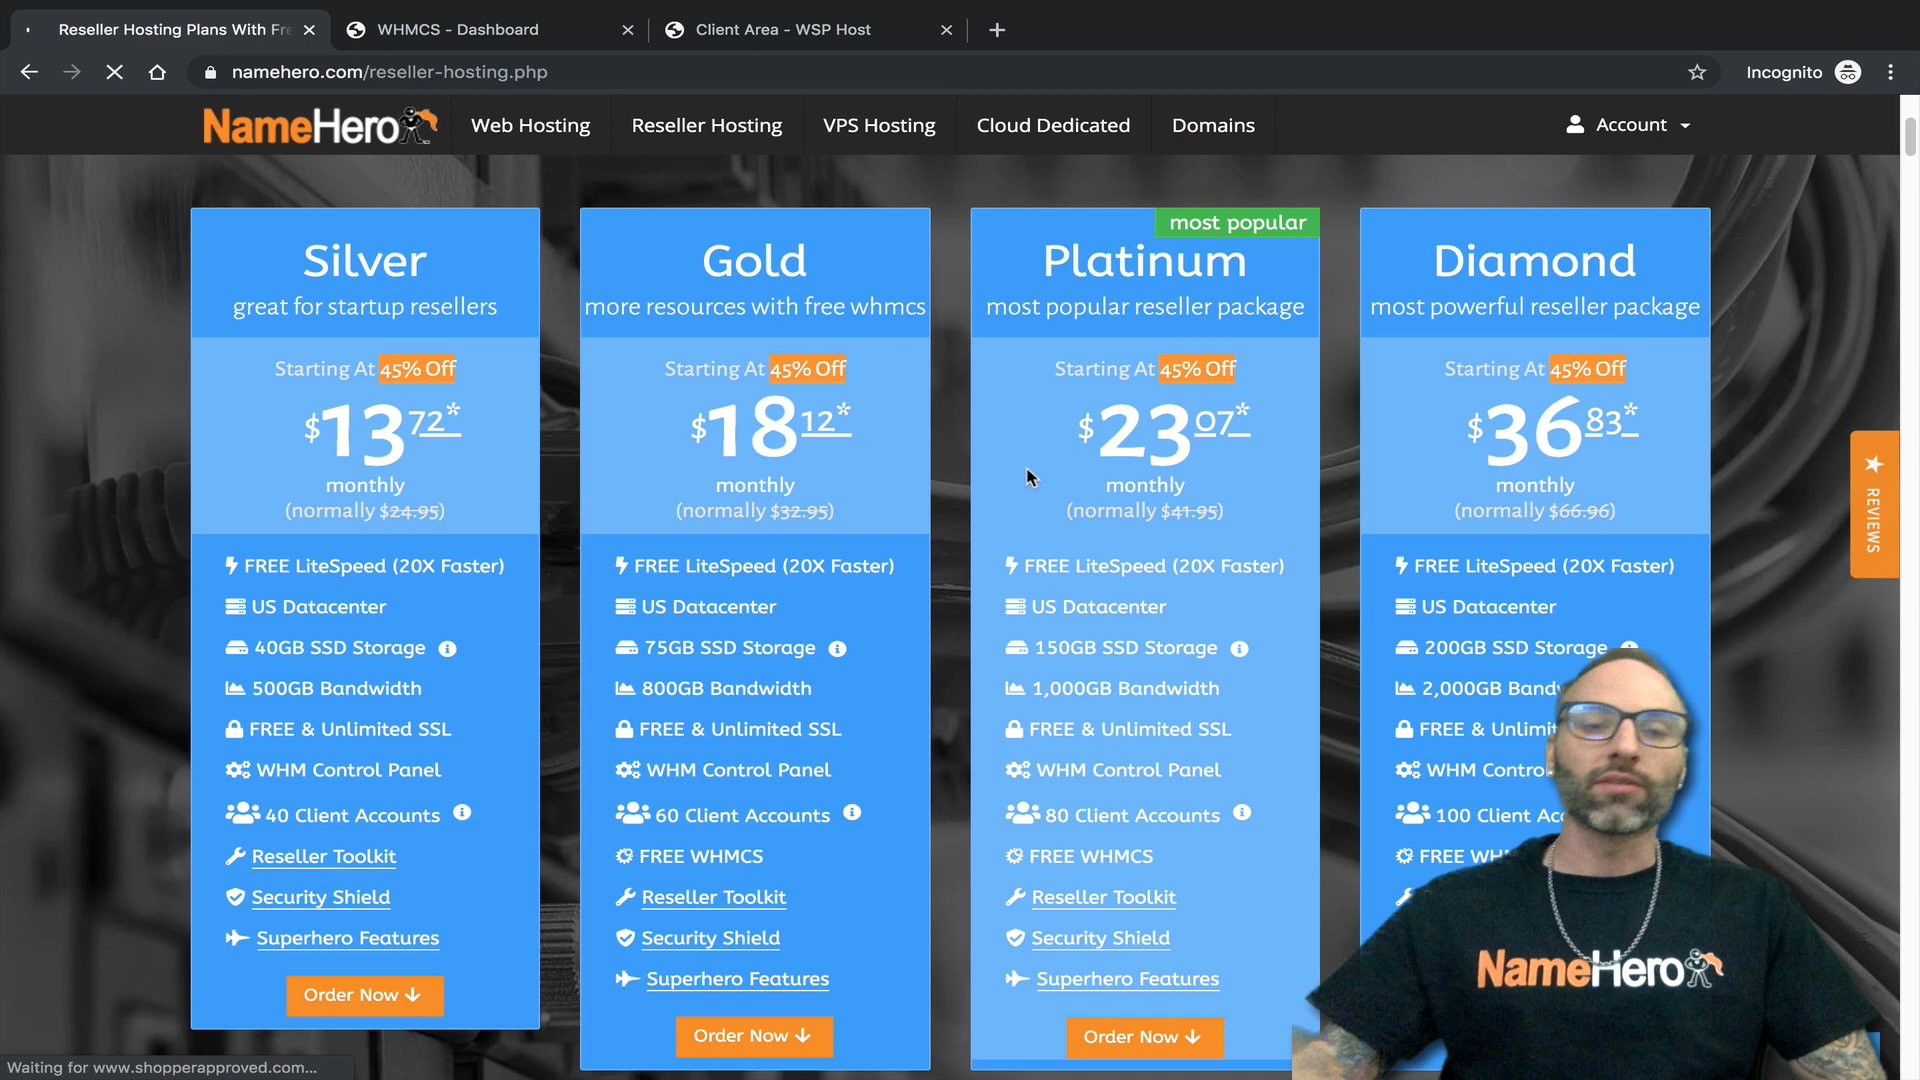 Reseller Hosting Plans With Fre
WHMCS - Dashboard
Client Area - WSP Host
namehero.com/reseller-hosting.php
Incognito
NameHero
Web Hosting
Reseller Hosting
VPS Hosting
Cloud Dedicated
Domains
Account
Silver
great for startup resellers
Starting At 45% Off
$13 72*
monthly
(normally $24.95)
FREE LiteSpeed (20X Faster)
US Datacenter
40GB SSD Storage
500GB Bandwidth
FREE & Unlimited SSL
WHM Control Panel
40 Client Accounts
Reseller Toolkit
Security Shield
Superhero Features
Order Now
Gold
more resources with free whmcs
Starting At 45% Off
$18 12*
monthly
(normally $32.95)
FREE LiteSpeed (20X Faster)
US Datacenter
75GB SSD Storage
800GB Bandwidth
FREE & Unlimited SSL
WHM Control Panel
60 Client Accounts
FREE WHMCS
Reseller Toolkit
Security Shield
Superhero Features
Order Now
most popular
Platinum
most popular reseller package
Starting At 45% Off
$23 07*
monthly
(normally $41.95)
FREE LiteSpeed (20X Faster)
US Datacenter
150GB SSD Storage
1,000GB Bandwidth
FREE & Unlimited SSL
WHM Control Panel
80 Client Accounts
FREE WHMCS
Reseller Toolkit
Security Shield
Superhero Features
Order Now
Diamond
most powerful reseller package
Starting At 45% Off
$36 83*
monthly
(normally $66.96)
FREE LiteSpeed (20X Faster)
US Datacenter
200GB SSD Storage
2,000GB
FREE &
WHM
100 Client
FREE
REVIEWS
NameHero
Waiting for www.shopperapproved.com...